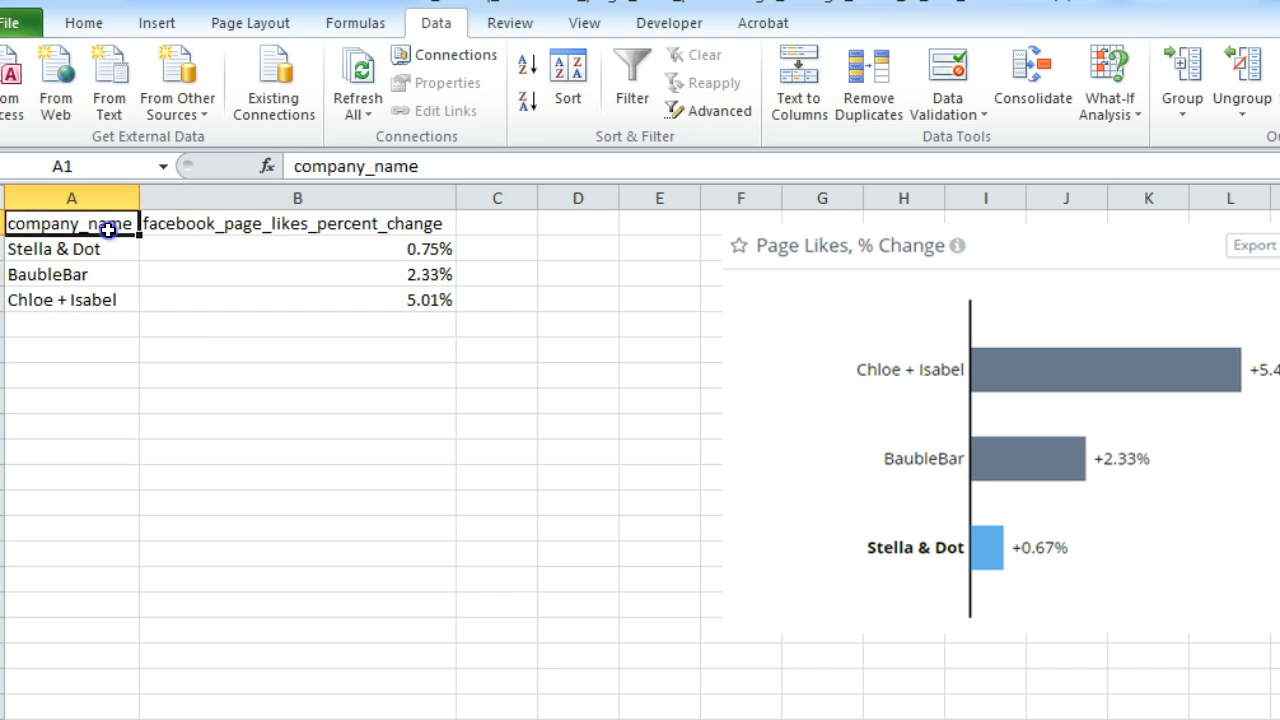 File Home Insert Page Layout Formulas Data Review View Developer Acrobat
From Web
From Text
From Other Sources
Existing Connections
Get External Data
Refresh All
Connections
Properties
Edit Links
Connections
Sort
Filter
Clear
Reapply
Advanced
Sort & Filter
Text to Columns
Remove Duplicates
Data Validation
Consolidate
What-If Analysis
Data Tools
Group
Ungroup
A1 fx company_name
A B C D E F G H I J K L
company_name facebook_page_likes_percent_change
Stella & Dot 0.75%
BaubleBar 2.33%
Chloe + Isabel 5.01%
Page Likes, % Change
Export
Chloe + Isabel
BaubleBar +2.33%
Stella & Dot +0.67%